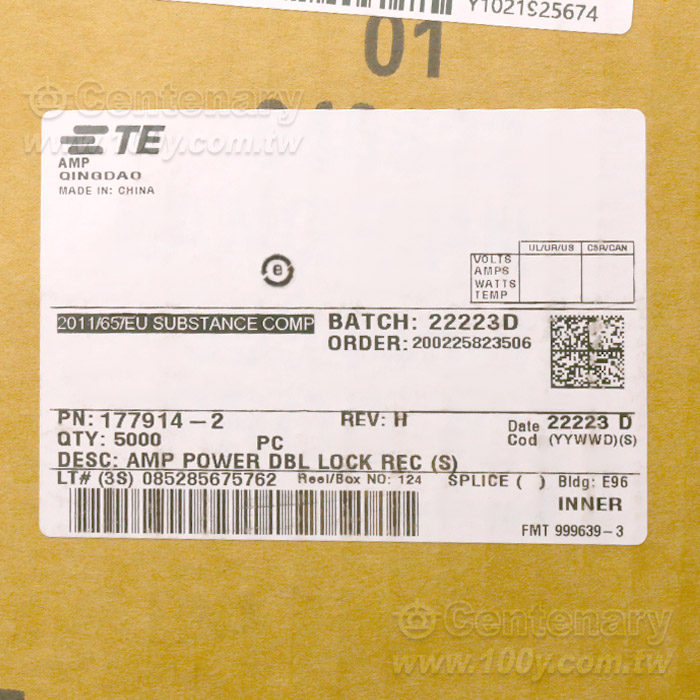 Y1021S25674
01
Centenary
www.100y.com.tw
TE
AMP
QINGDAO
MADE IN: CHINA
e
UL/UR/US CSR/CAN
VOLTS
AMPS
WATTS
TEMP
2011/65/EU SUBSTANCE COMP
BATCH: 22223D
ORDER: 200225823506
PN: 177914-2 REV: H Date 22223 D
QTY: 5000 PC Cod (YYWWD)(S)
DESC: AMP POWER DBL LOCK REC (S)
LT# (3S) 085285675762 Reel/Box NO: 124 SPLICE ( ) Bldg: E96
INNER
FMT 999639-3
Centenary
www.100y.com.tw